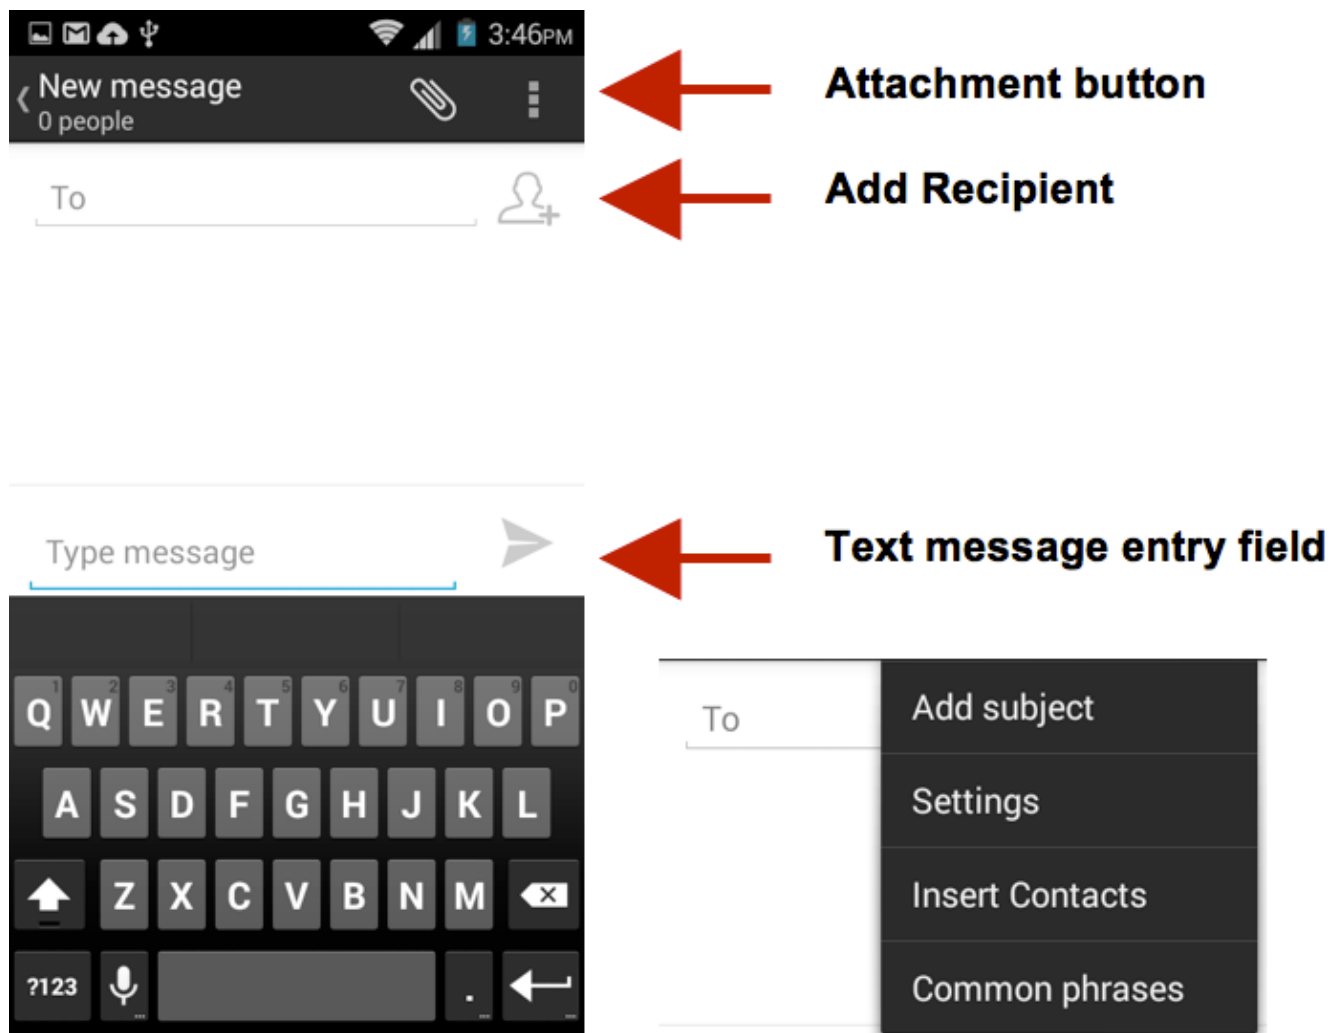 3:46PM
New message
0 people
Attachment button
To
Add Recipient
Type message
Text message entry field
1 2 3 4 5 6 7 8 9 0
Q W E R T Y U I O P
A S D F G H J K L
Z X C V B N M
?123 ... . ... ...
To
Add subject
Settings
Insert Contacts
Common phrases